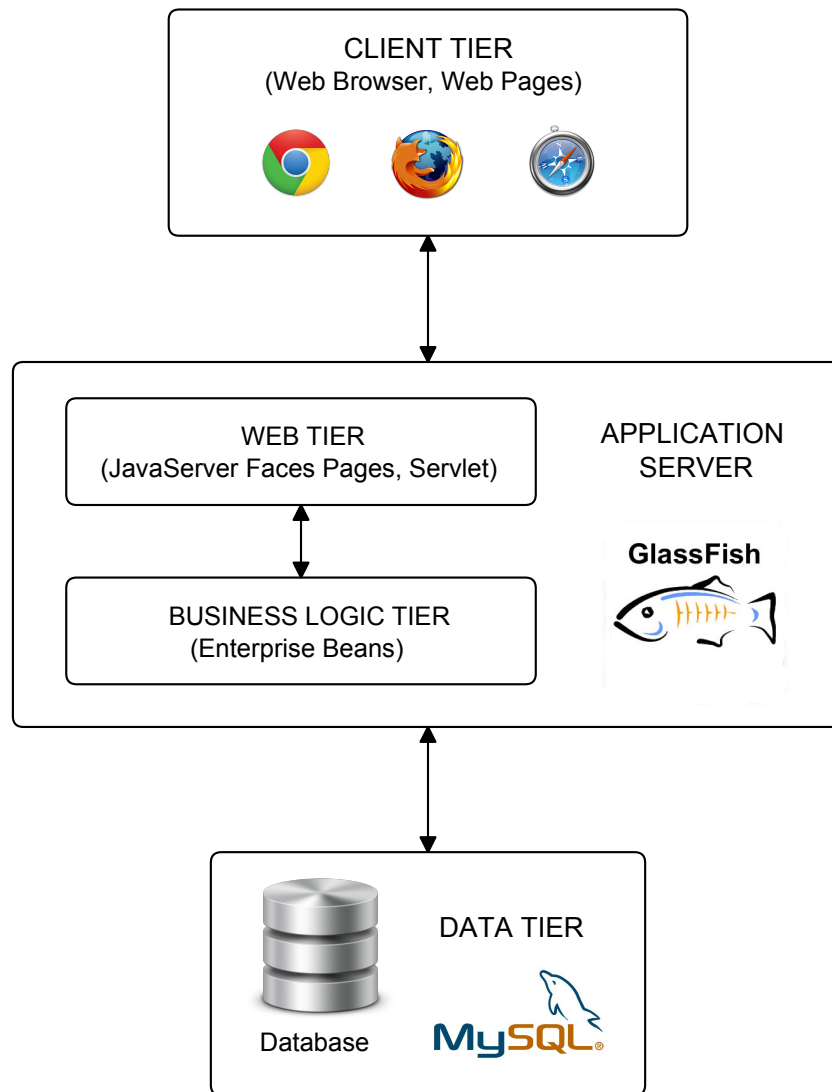 CLIENT TIER
(Web Browser, Web Pages)
WEB TIER
(JavaServer Faces Pages, Servlet)
APPLICATION
SERVER
GlassFish
BUSINESS LOGIC TIER
(Enterprise Beans)
DATA TIER
Database
MySQL®